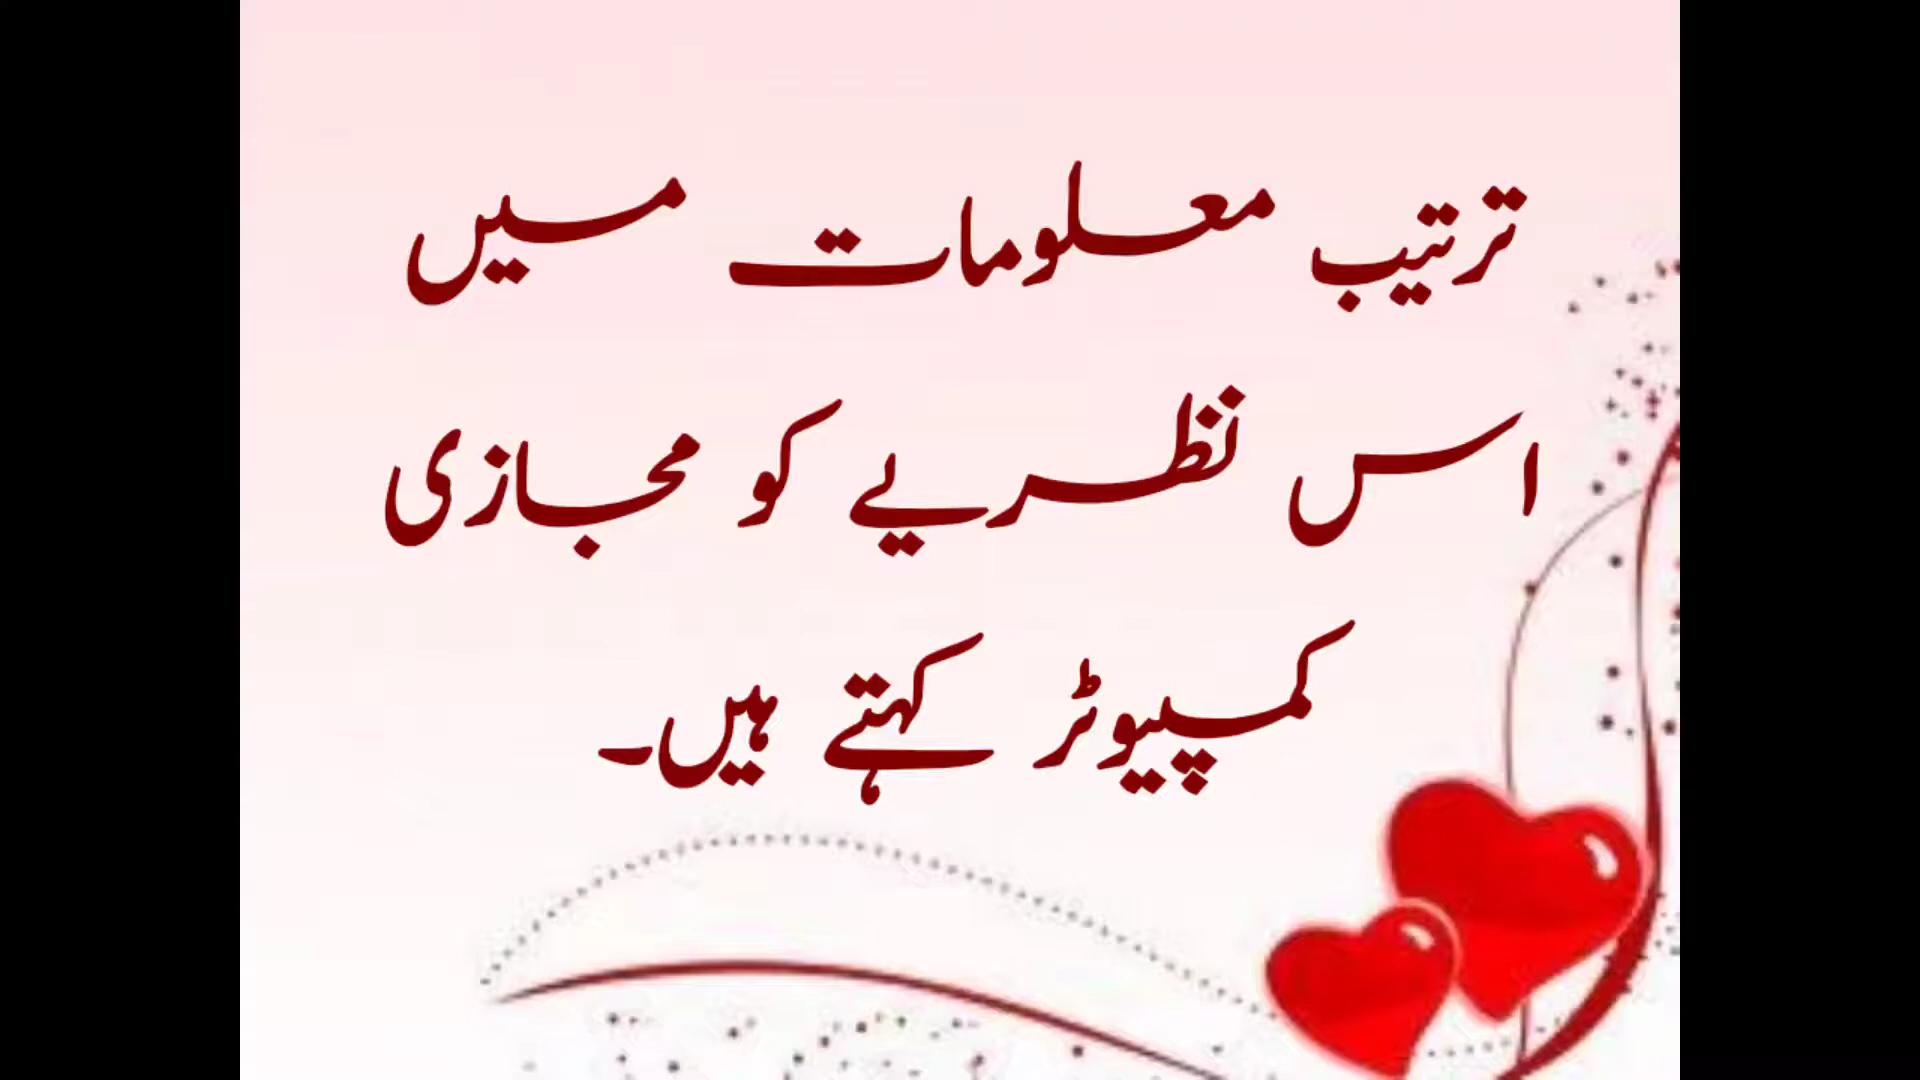 ترتیب معلومات میں
اس نظریے کو مجازی
کمپیوٹر کہتے ہیں۔